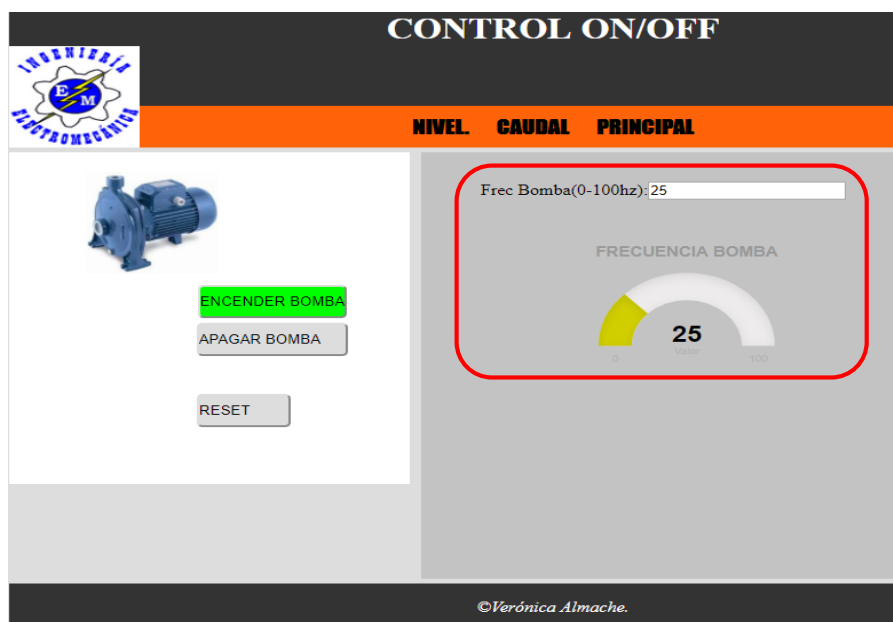 CONTROL ON/OFF
INGENIERÍA
E
M
ELECTROMECÁNICA
NIVEL. CAUDAL PRINCIPAL
Frec Bomba(0-100hz): 25
FRECUENCIA BOMBA
25
Valor
0 100
ENCENDER BOMBA
APAGAR BOMBA
RESET
©Verónica Almache.